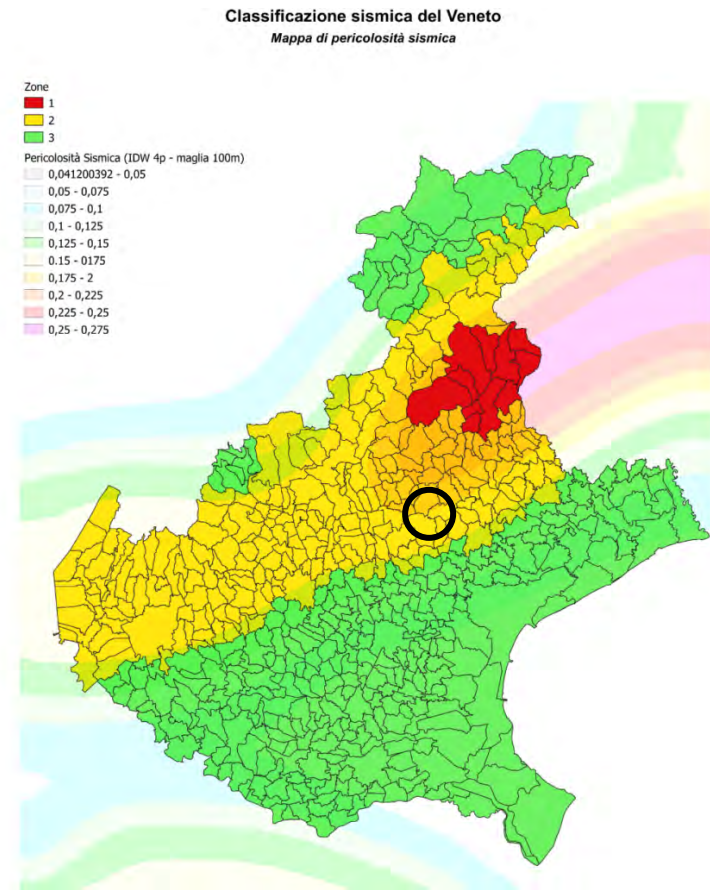 Classificazione sismica del Veneto
Mappa di pericolosità sismica
Zone
1
2
3
Pericolosità Sismica (IDW 4p - maglia 100m)
0,041200392 - 0,05
0,05 - 0,075
0,075 - 0,1
0,1 - 0,125
0,125 - 0,15
0.15 - 0175
0,175 - 2
0,2 - 0,225
0,225 - 0,25
0,25 - 0,275